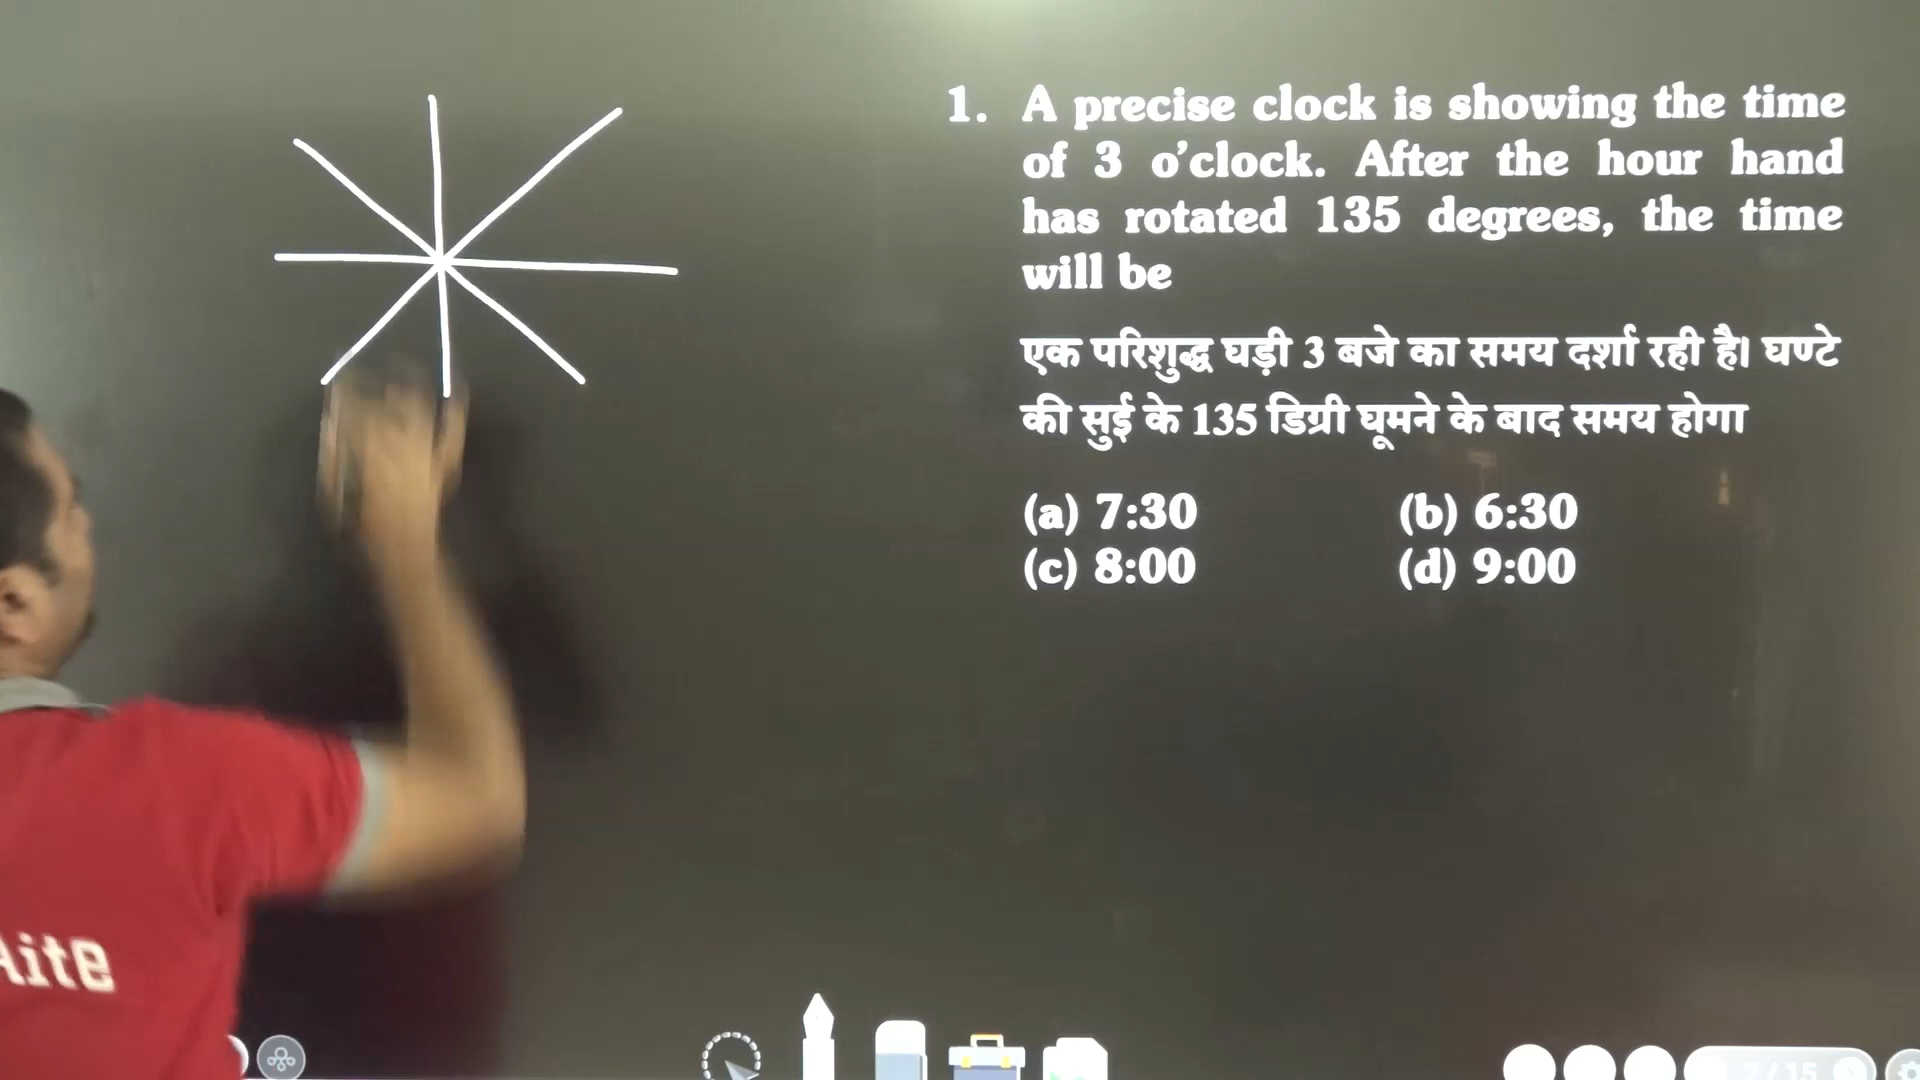 1. A precise clock is showing the time
of 3 o'clock. After the hour hand
has rotated 135 degrees, the time
will be
एक परिशुद्ध घड़ी 3 बजे का समय दर्शा रही है। घण्टे
की सुई के 135 डिग्री घूमने के बाद समय होगा
(a) 7:30 (b) 6:30
(c) 8:00 (d) 9:00
7/15